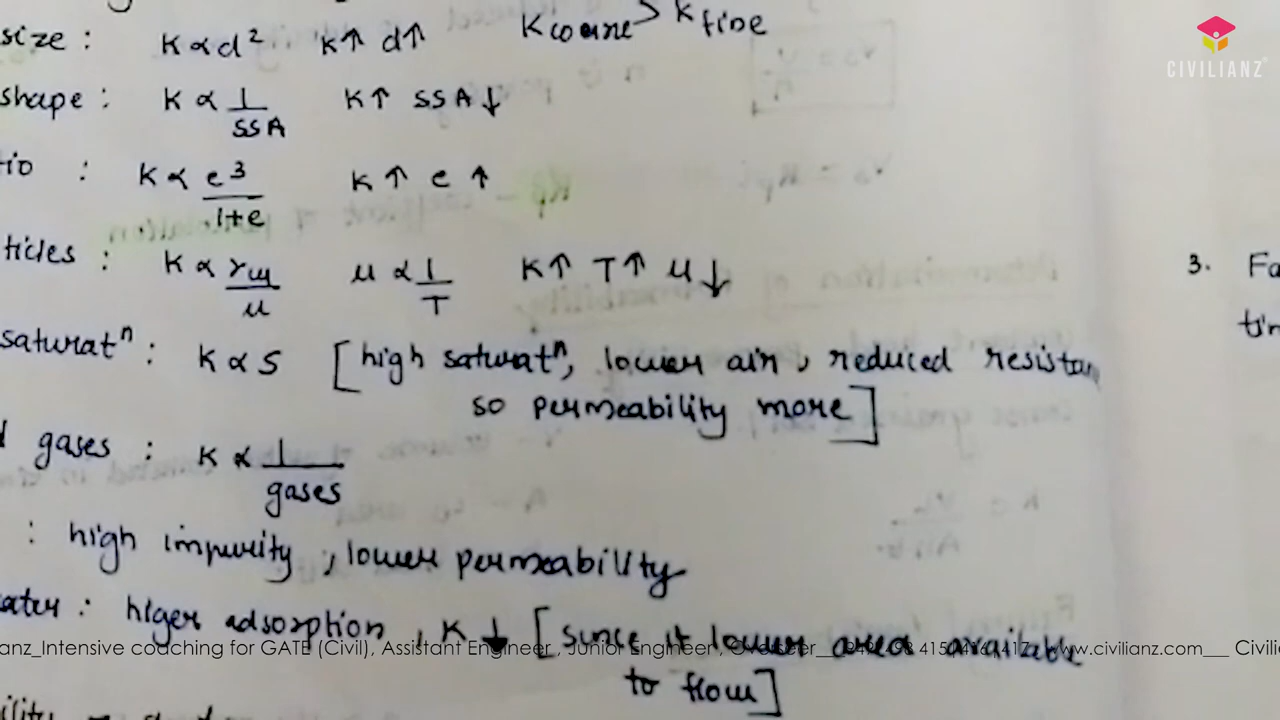 size : K ∝ d² K↑ d↑ Kcoarse > Kfine
CIVILIANZ
shape : K ∝ 1/SSA K↑ SSA↓
tio : K ∝ e³/1+e K↑ e↑
ticles : K ∝ γw/μ μ ∝ 1/T K↑ T↑ μ↓
3. Fa
tim
saturatⁿ : K ∝ S [high saturatⁿ, lower air, reduced resistan
so permeability more]
gases : K ∝ 1/gases
: high impurity, lower permeability
ater : higer adsorption, K↓ [since it lower area available
to flow]
anz_Intensive coaching for GATE (Civil), Assistant Engineer , Junior Engineer , www.civilianz.com___ Civili